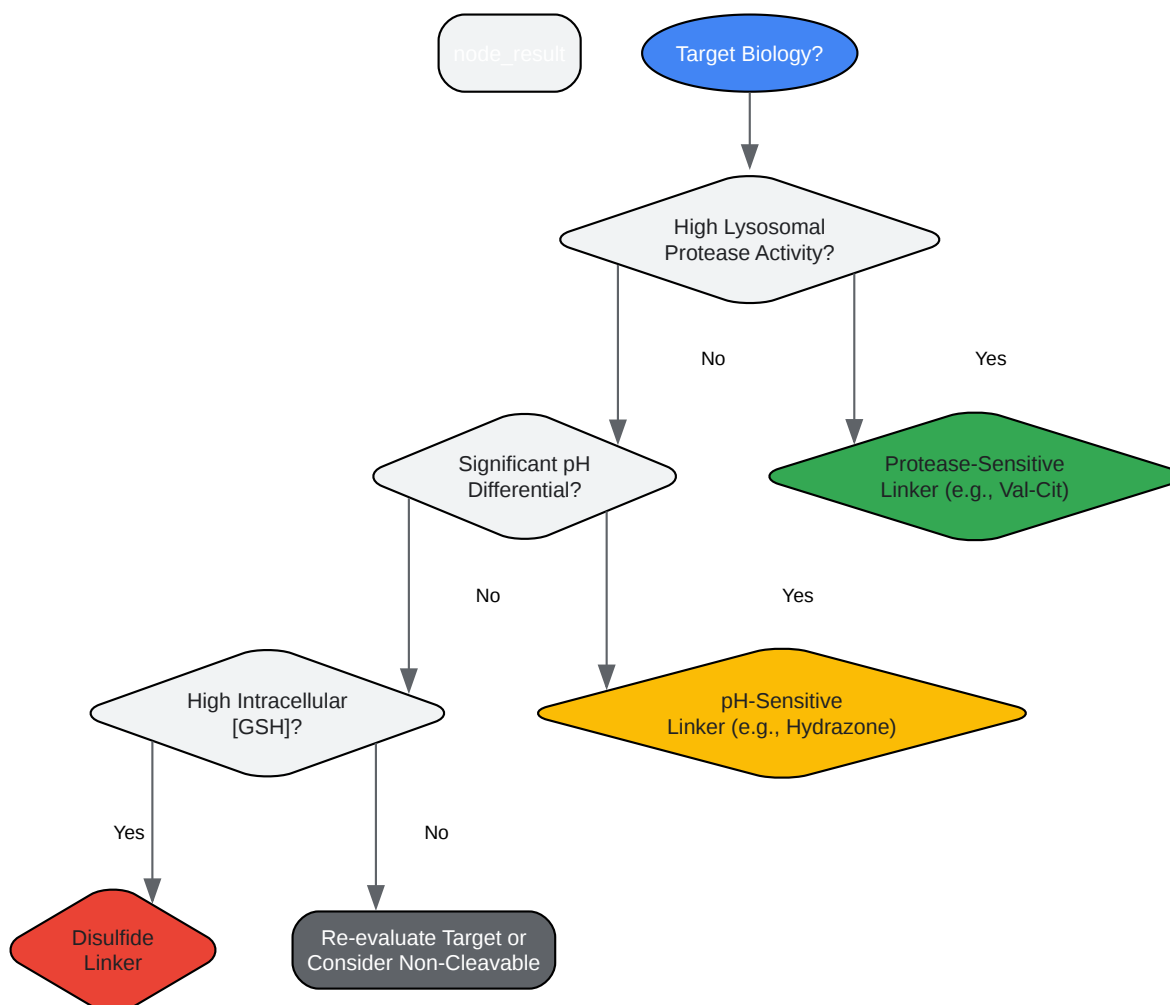 node_result
Target Biology?
High Lysosomal
Protease Activity?
No
Yes
Significant pH
Differential?
Protease-Sensitive
Linker (e.g., Val-Cit)
No
Yes
High Intracellular
[GSH]?
pH-Sensitive
Linker (e.g., Hydrazone)
Yes
No
Disulfide
Linker
Re-evaluate Target or
Consider Non-Cleavable